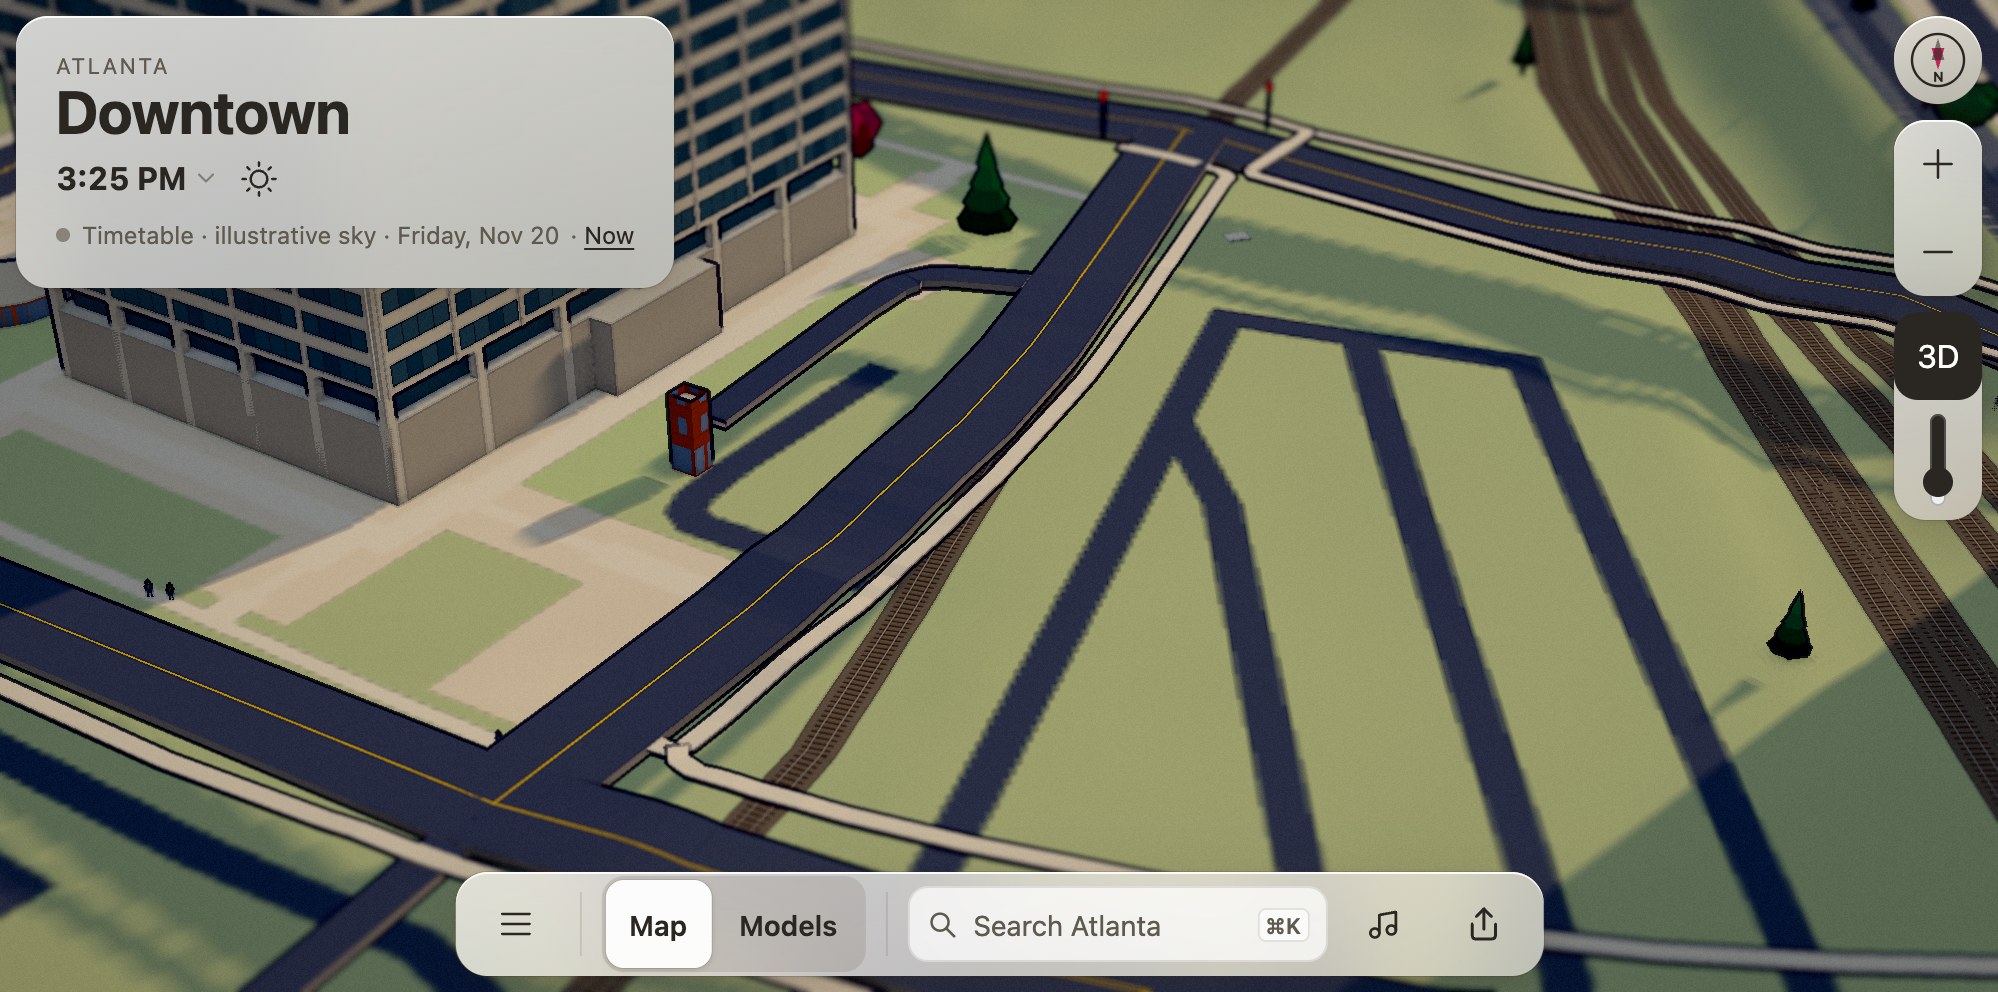 ATLANTA
Downtown
3:25 PM
Timetable · illustrative sky · Friday, Nov 20 · Now
N
3D
Map
Models
Search Atlanta
⌘K